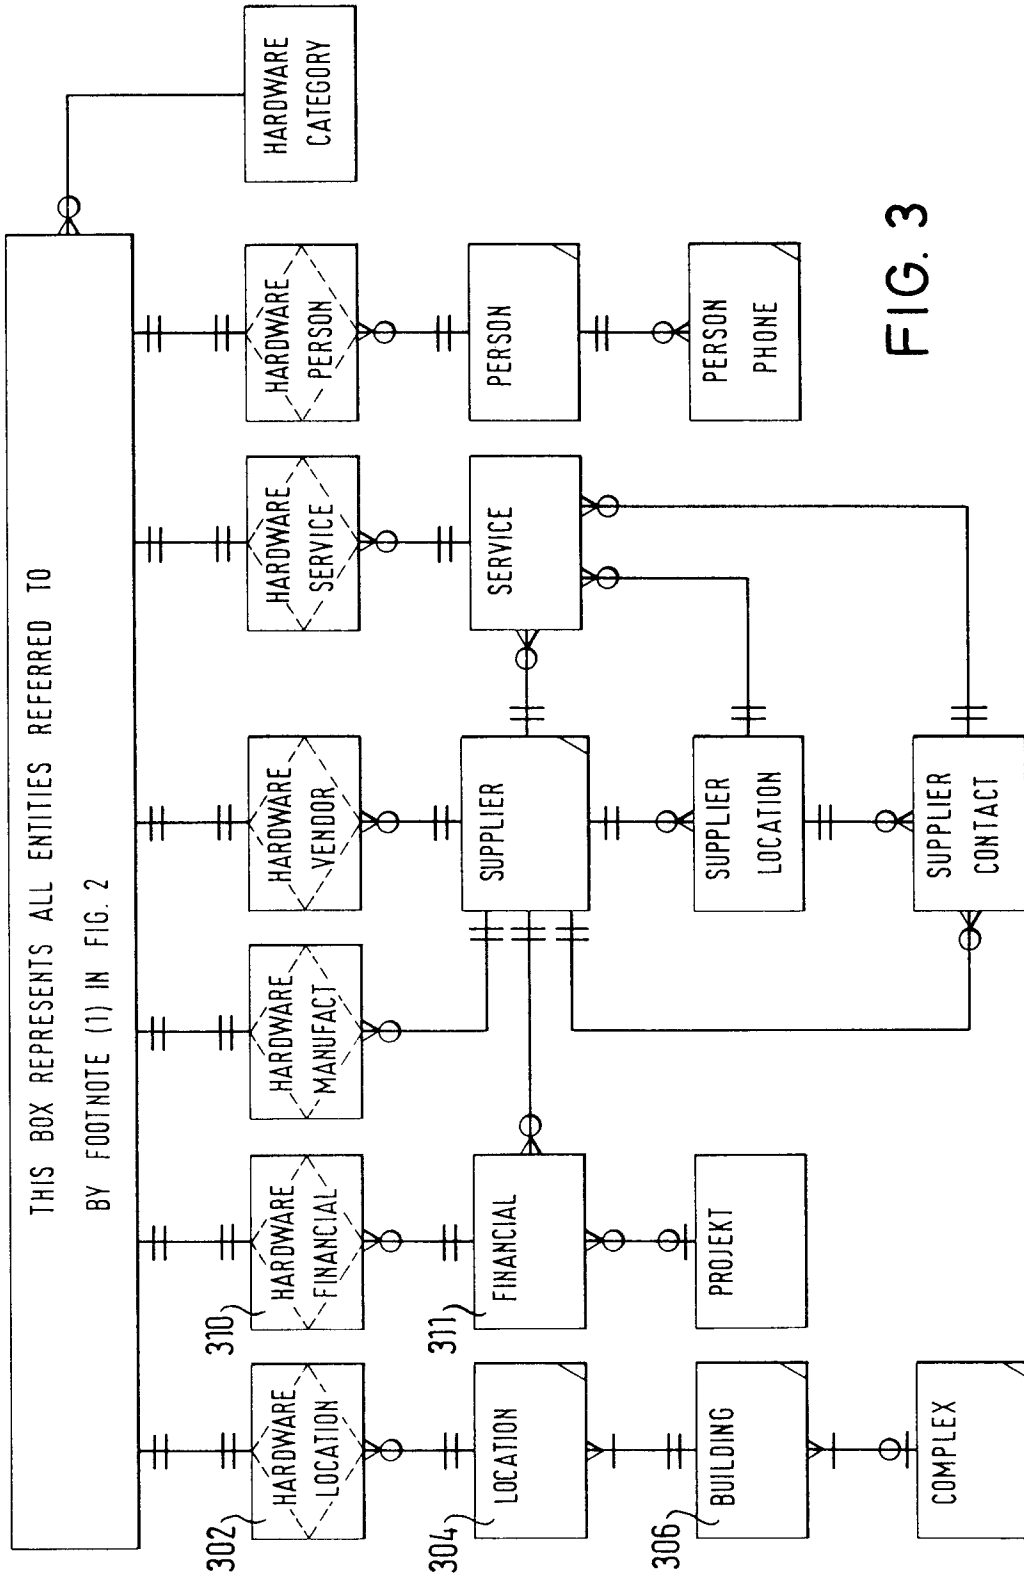 THIS BOX REPRESENTS ALL ENTITIES REFERRED TO
BY FOOTNOTE (1) IN FIG. 2
302
HARDWARE
LOCATION
310
HARDWARE
FINANCIAL
HARDWARE
MANUFACT
HARDWARE
VENDOR
HARDWARE
SERVICE
HARDWARE
PERSON
HARDWARE
CATEGORY
304
LOCATION
311
FINANCIAL
SUPPLIER
SERVICE
PERSON
306
BUILDING
PROJEKT
SUPPLIER
LOCATION
PERSON
PHONE
COMPLEX
SUPPLIER
CONTACT
FIG. 3